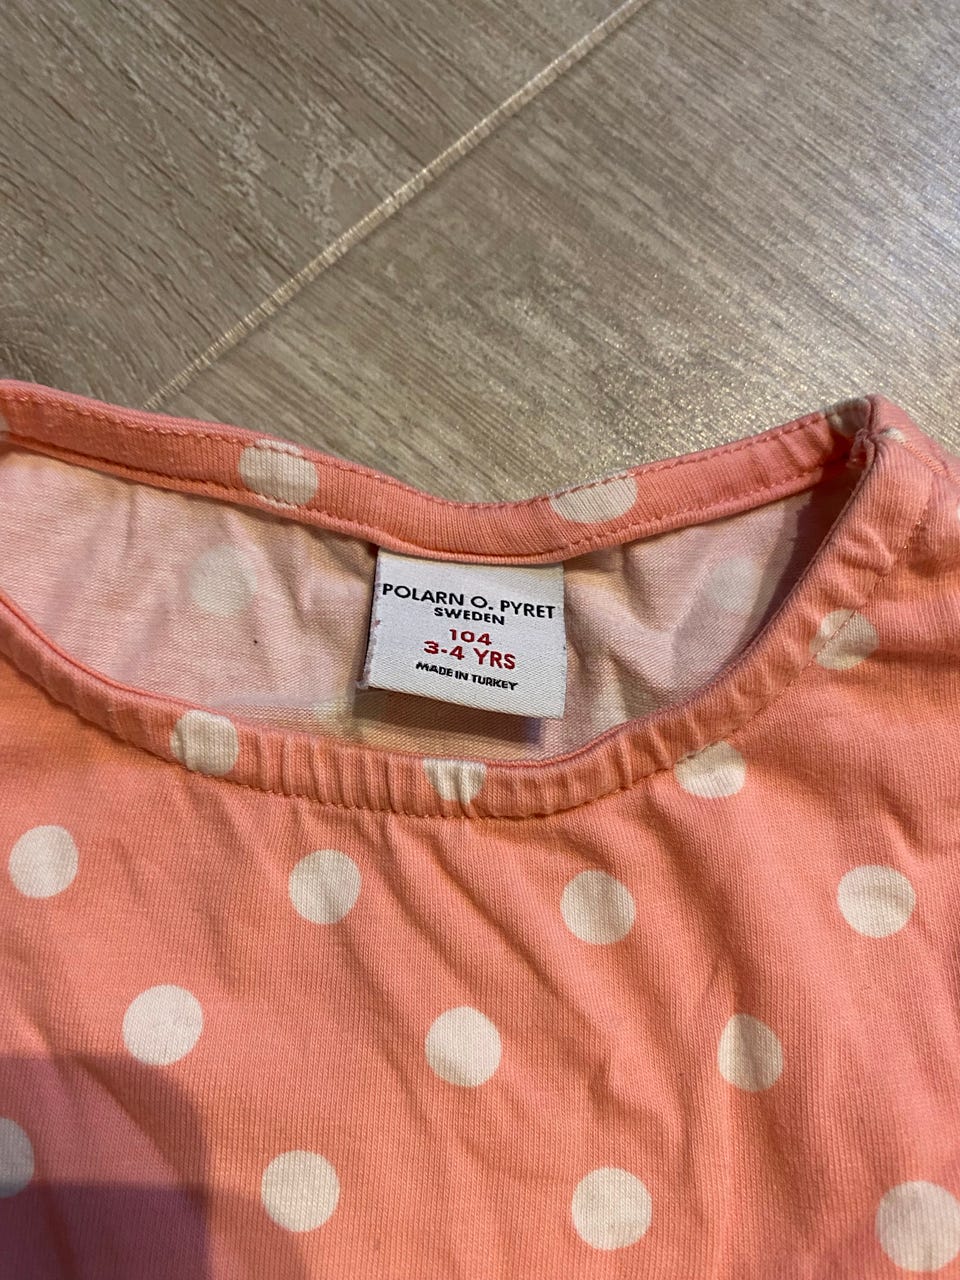 POLARN O. PYRET
SWEDEN
104
3-4 YRS
MADE IN TURKEY